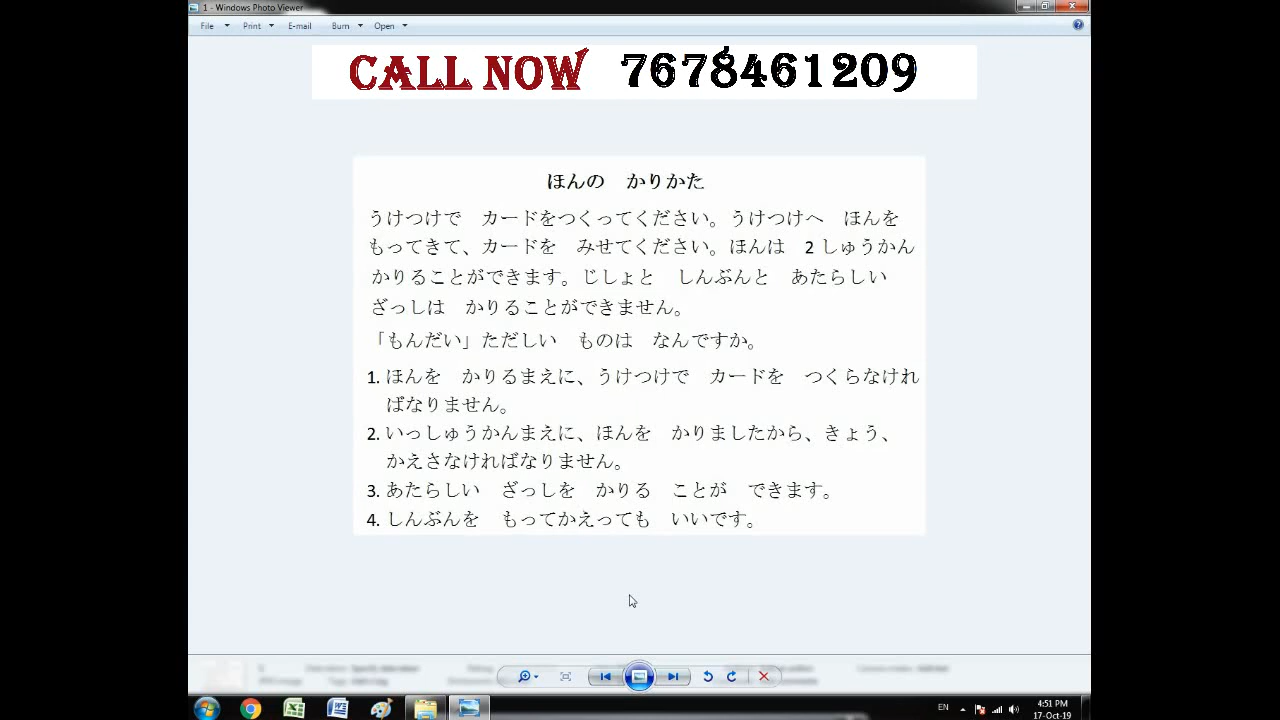 1 - Windows Photo Viewer
File Print E-mail Burn Open
CALL NOW 7678461209
ほんの かりかた
うけつけで カードをつくってください。うけつけへ ほんを
もってきて、カードを みせてください。ほんは 2 しゅうかん
かりることができます。じしょと しんぶんと あたらしい
ざっしは かりることができません。
「もんだい」ただしい ものは なんですか。
1. ほんを かりるまえに、うけつけで カードを つくらなけれ
ばなりません。
2. いっしゅうかんまえに、ほんを かりましたから、きょう、
かえさなければなりません。
3. あたらしい ざっしを かりる ことが できます。
4. しんぶんを もってかえっても いいです。
EN 4:51 PM
17-Oct-19